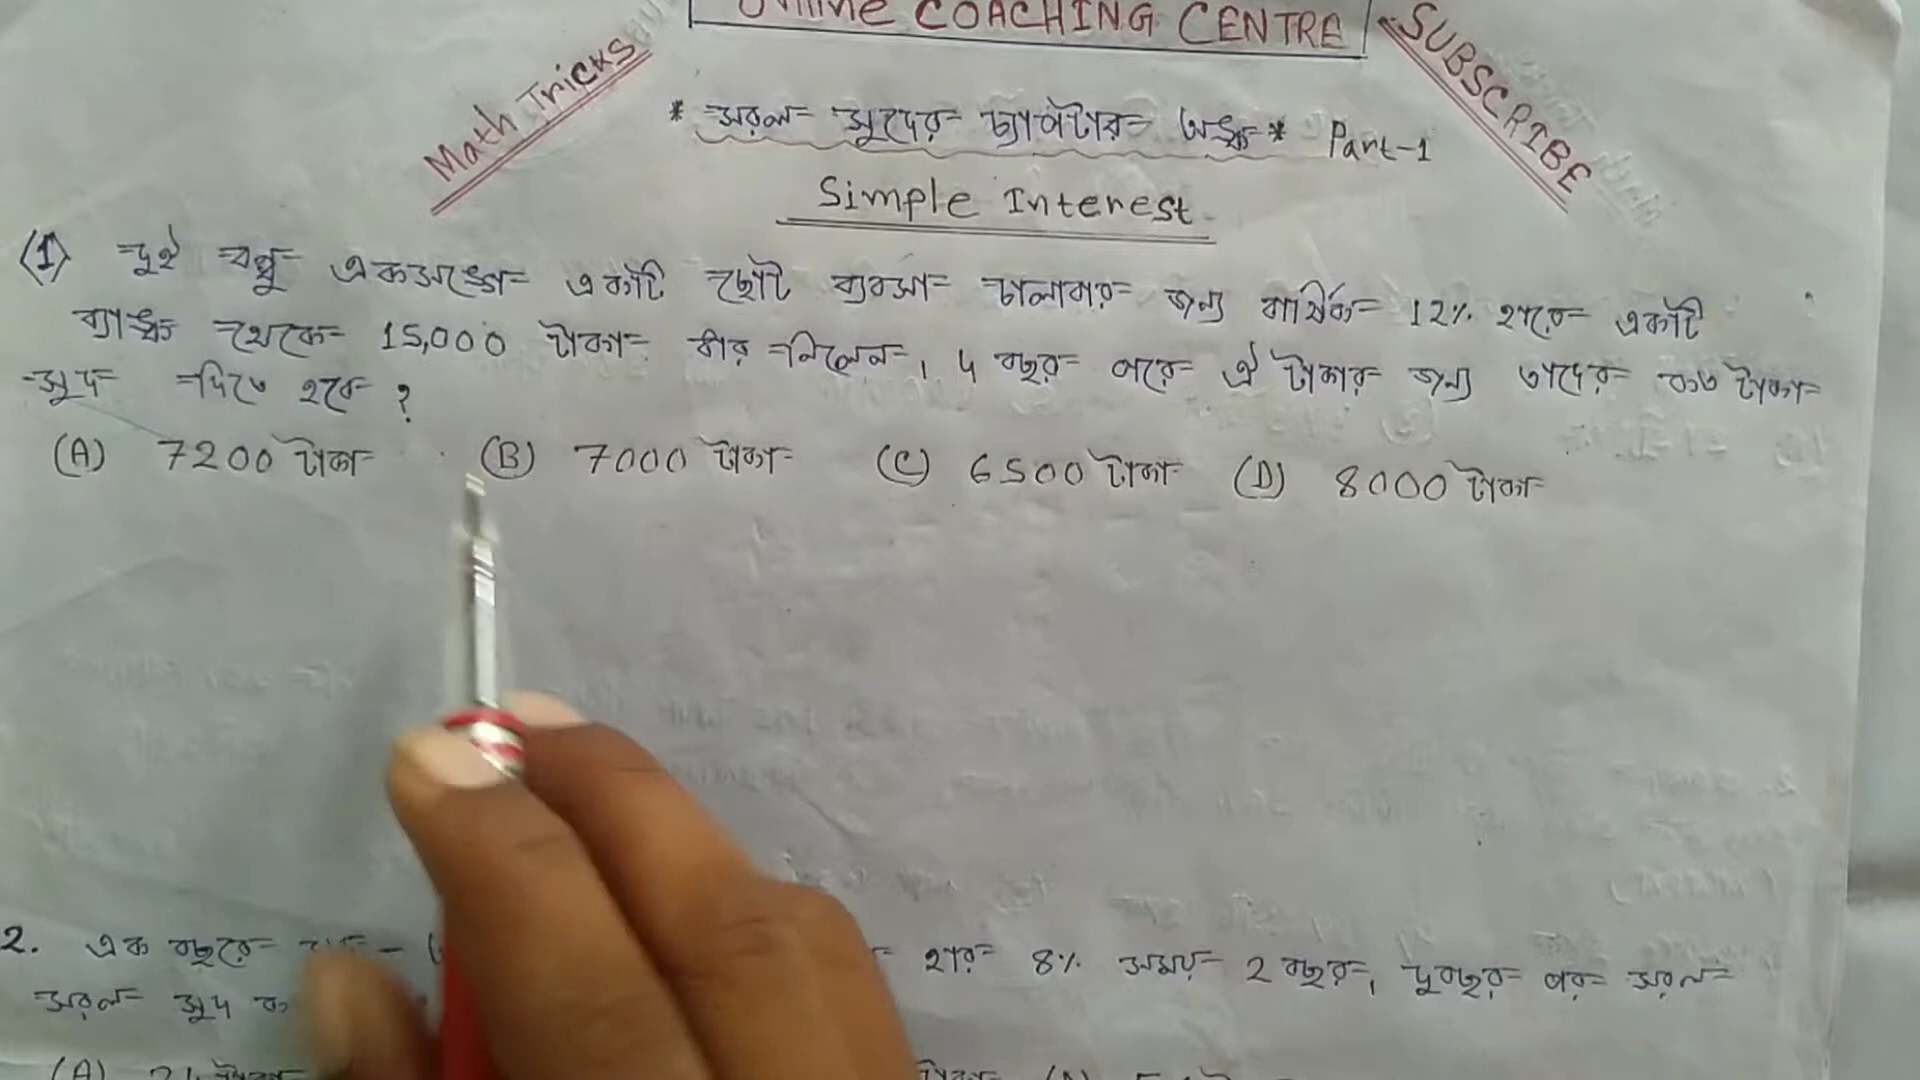 Online COACHING CENTRE
Math Tricks
SUBSCRIBE
* সরল সুদের চ্যাপ্টার অঙ্ক * Part-1
Simple Interest
(1) দুই বন্ধু একসঙ্গে একটি ছোট ব্যবসা চালাবার জন্য বার্ষিক 12% হারে একটি
ব্যাঙ্ক থেকে 15,000 টাকা ধার নিলেন, 4 বছর পরে ঐ টাকার জন্য তাদের কত টাকা
সুদ দিতে হবে ?
(A) 7200 টাকা (B) 7000 টাকা (C) 6500 টাকা (D) 8000 টাকা
2. এক বছরে হার 8% সময় 2 বছর, দুবছর পর সরল
সরল সুদ
(A)